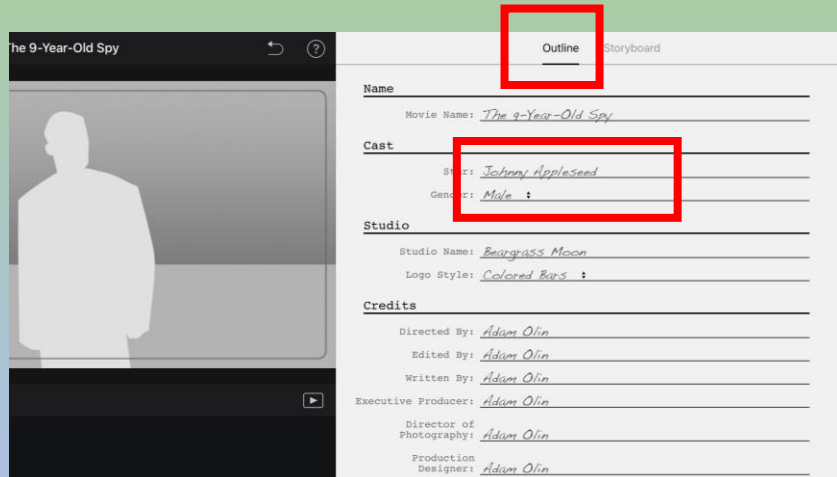 he 9-Year-Old Spy
?
Outline Storyboard
Name
Movie Name: The 9-Year-Old Spy
Cast
Star: Johnny Appleseed
Gender: Male
Studio
Studio Name: Beargrass Moon
Logo Style: Colored Bars
Credits
Directed By: Adam Olin
Edited By: Adam Olin
Written By: Adam Olin
Executive Producer: Adam Olin
Director of
Photography: Adam Olin
Production
Designer: Adam Olin